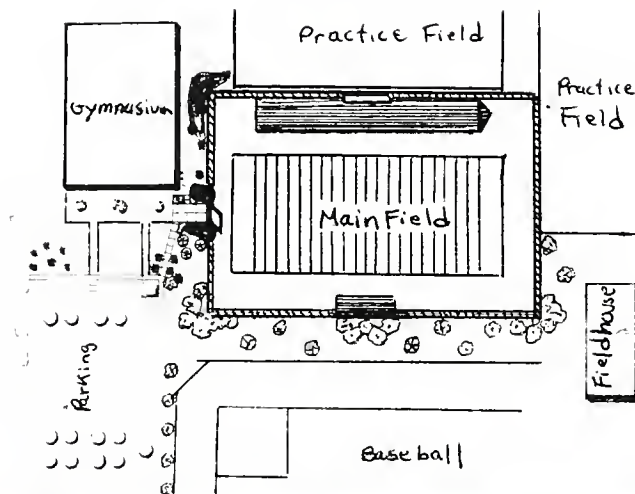 Practice Field
Gymnasium
Practice
Field
Main Field
Fieldhouse
Parking
Baseball